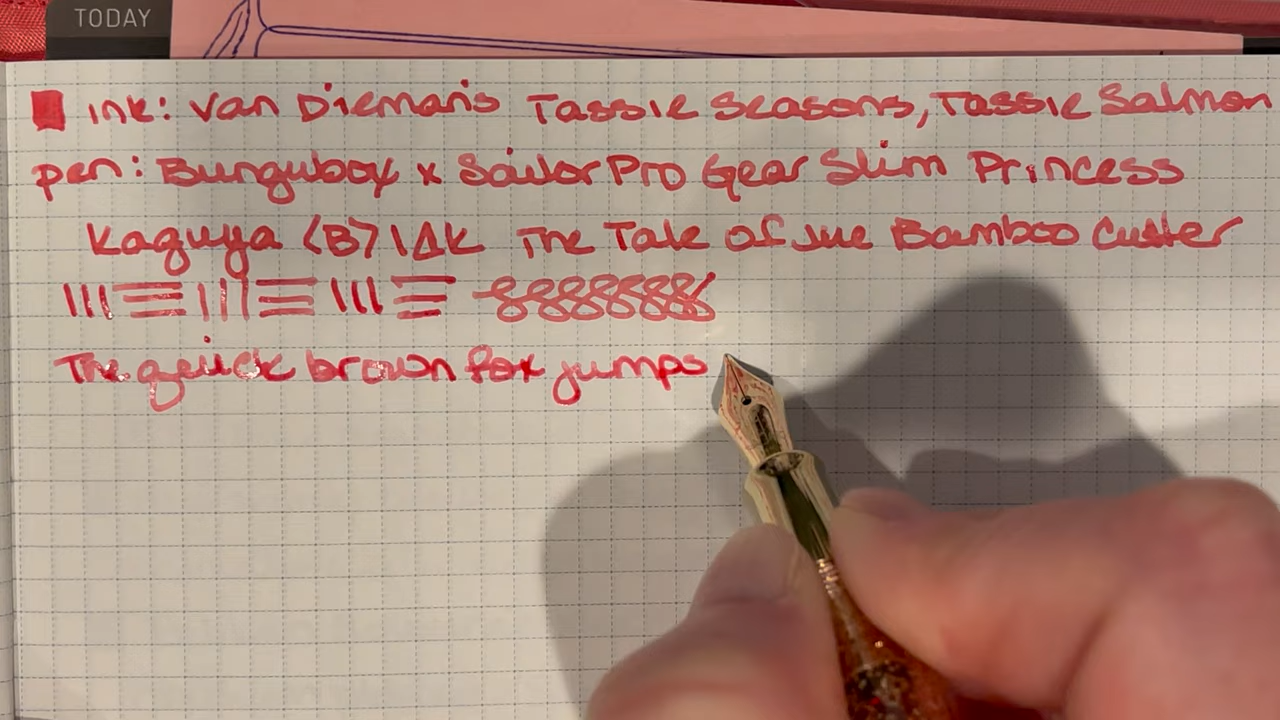 TODAY
ink: Van Dieman's Tassie Seasons, Tassie Salmon
pen: Bungubox x Sailor Pro Gear Slim Princess
Kaguya <B> 14K The Tale of the Bamboo Cutter
The quick brown fox jumps